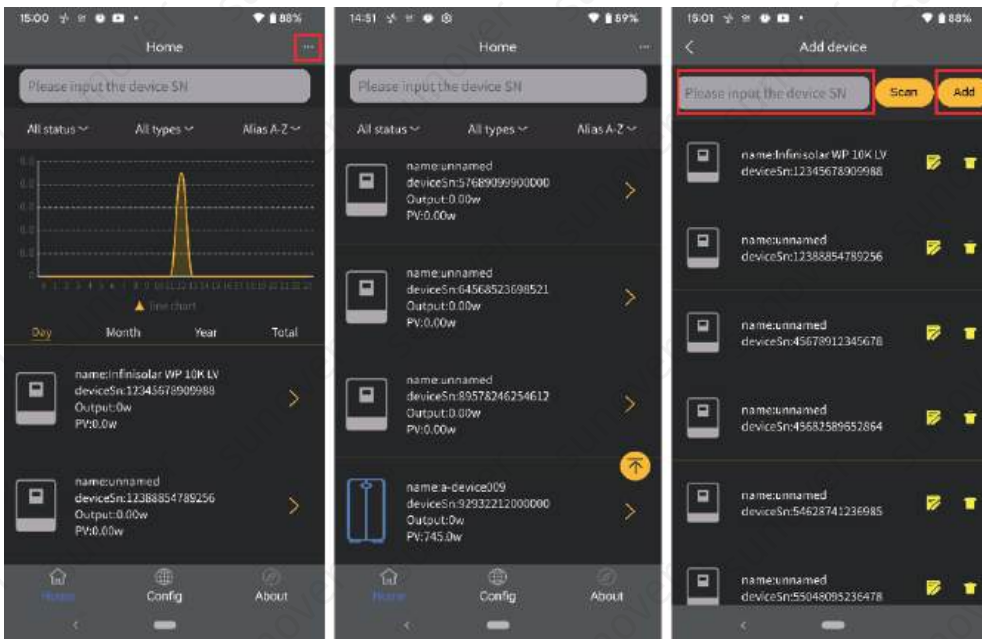 15:00
88%
Home
Please input the device SN
All status
All types
Alias A-Z
0
line chart
Day
Month
Year
Total
name:Infinisolar WP 10K LV
deviceSn:12345678909988
Output:0w
PV:0.0w
name:unnamed
deviceSn:12388854789256
Output:0.00w
PV:0.00w
Home
Config
About
14:51
89%
Home
Please input the device SN
All status
All types
Alias A-Z
name:unnamed
deviceSn:57689099900000
Output:0.00w
PV:0.00w
name:unnamed
deviceSn:64568523698521
Output:0.00w
PV:0.00w
name:unnamed
deviceSn:89578246254612
Output:0.00w
PV:0.00w
name:a-device009
deviceSn:92932212000000
Output:0w
PV:745.0w
Home
Config
About
15:01
88%
Add device
Please input the device SN
Scan
Add
name:Infinisolar WP 10K LV
deviceSn:12345678909988
name:unnamed
deviceSn:12388854789256
name:unnamed
deviceSn:45678912345678
name:unnamed
deviceSn:45682589652864
name:unnamed
deviceSn:54628741236985
name:unnamed
deviceSn:55048095236478